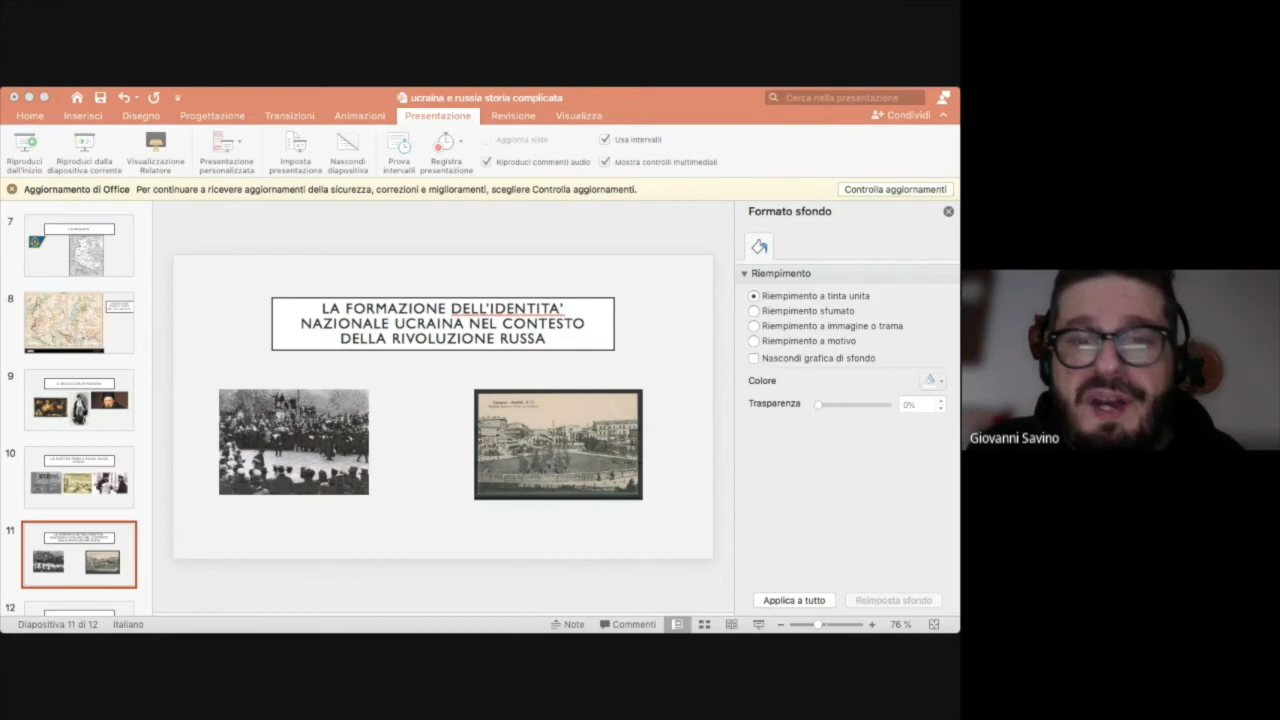 ucraina e russia storia complicata
Cerca nella presentazione
Home
Inserisci
Disegno
Progettazione
Transizioni
Animazioni
Presentazione
Revisione
Visualizza
Condividi
Riproduci
dall'inizio
Riproduci dalla
diapositiva corrente
Visualizzazione
Relatore
Presentazione
personalizzata
Imposta
presentazione
Nascondi
diapositiva
Prova
intervalli
Registra
presentazione
Aggiorna slide
Riproduci commenti audio
Usa intervalli
Mostra controlli multimediali
Aggiornamento di Office Per continuare a ricevere aggiornamenti della sicurezza, correzioni e miglioramenti, scegliere Controlla aggiornamenti.
Controlla aggiornamenti
7
8
9
10
11
12
LA FORMAZIONE DELL'IDENTITA'
NAZIONALE UCRAINA NEL CONTESTO
DELLA RIVOLUZIONE RUSSA
Formato sfondo
Riempimento
Riempimento a tinta unita
Riempimento sfumato
Riempimento a immagine o trama
Riempimento a motivo
Nascondi grafica di sfondo
Colore
Trasparenza
0%
Applica a tutto
Reimposta sfondo
Diapositiva 11 di 12
Italiano
Note
Commenti
76 %
Giovanni Savino